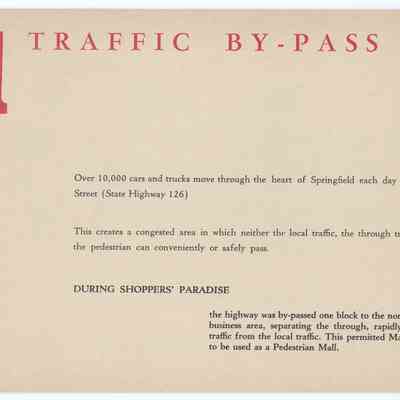 TRAFFIC BY-PASS
Over 10,000 cars and trucks move through the heart of Springfield each day
Street (State Highway 126)
This creates a congested area in which neither the local traffic, the through
the pedestrian can conveniently or safely pass.
DURING SHOPPERS' PARADISE
the highway was by-passed one block to the
business area, separating the through, rapidly
traffic from the local traffic. This permitted
to be used as a Pedestrian Mall.